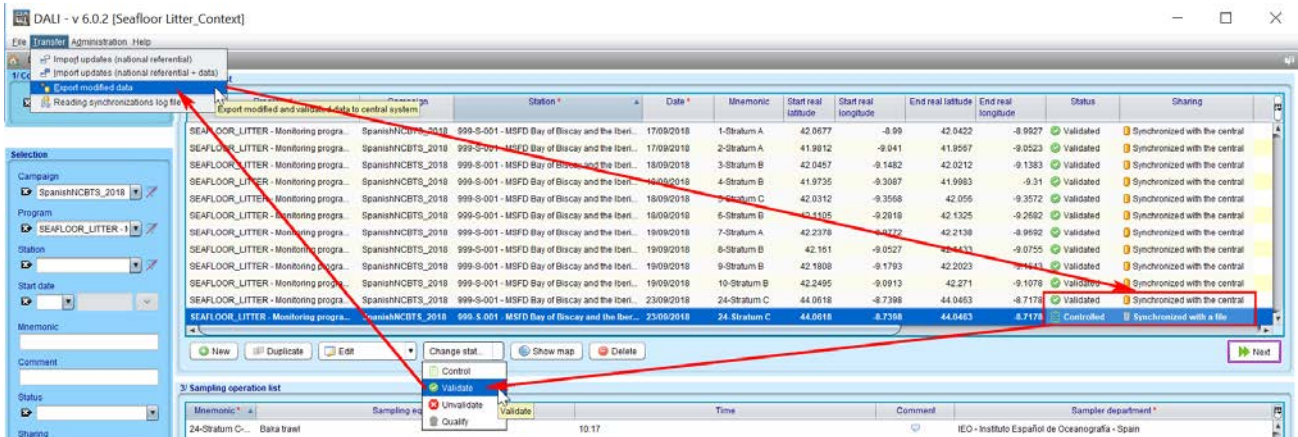 DALI - v 6.0.2 [Seafloor Litter_Context]
File Transfer Administration Help
Import updates (national referential)
Import updates (national referential + data)
Export modified data
Reading synchronizations log file
Export modified and validated data to central system
Station * Date * Mnemonic Start real latitude Start real longitude End real latitude End real longitude Status Sharing
SEAFLOOR_LITTER - Monitoring progra... SpanishNCBTS_2018 999-S-001 - MSFD Bay of Biscay and the Iberi... 17/09/2018 1-Stratum A 42.0677 -8.99 42.0422 -8.9927 Validated Synchronized with the central
SEAFLOOR_LITTER - Monitoring progra... SpanishNCBTS_2018 999-S-001 - MSFD Bay of Biscay and the Iberi... 17/09/2018 2-Stratum A 41.9812 -9.041 41.9567 -9.0523 Validated Synchronized with the central
SEAFLOOR_LITTER - Monitoring progra... SpanishNCBTS_2018 999-S-001 - MSFD Bay of Biscay and the Iberi... 18/09/2018 3-Stratum B 42.0457 -9.1482 42.0212 -9.1383 Validated Synchronized with the central
SEAFLOOR_LITTER - Monitoring progra... SpanishNCBTS_2018 999-S-001 - MSFD Bay of Biscay and the Iberi... 18/09/2018 4-Stratum B 41.9735 -9.3087 41.9983 -9.31 Validated Synchronized with the central
SEAFLOOR_LITTER - Monitoring progra... SpanishNCBTS_2018 999-S-001 - MSFD Bay of Biscay and the Iberi... 18/09/2018 5-Stratum C 42.0312 -9.3568 42.056 -9.3572 Validated Synchronized with the central
SEAFLOOR_LITTER - Monitoring progra... SpanishNCBTS_2018 999-S-001 - MSFD Bay of Biscay and the Iberi... 18/09/2018 6-Stratum B -9.2818 42.1325 -9.2682 Validated Synchronized with the central
SEAFLOOR_LITTER - Monitoring progra... SpanishNCBTS_2018 999-S-001 - MSFD Bay of Biscay and the Iberi... 19/09/2018 7-Stratum A 42.2378 42.2138 -8.9692 Validated Synchronized with the central
SEAFLOOR_LITTER - Monitoring progra... SpanishNCBTS_2018 999-S-001 - MSFD Bay of Biscay and the Iberi... 19/09/2018 8-Stratum B 42.161 -9.0527 -9.0755 Validated Synchronized with the central
SEAFLOOR_LITTER - Monitoring progra... SpanishNCBTS_2018 999-S-001 - MSFD Bay of Biscay and the Iberi... 19/09/2018 9-Stratum B 42.1808 -9.1793 42.2023 Validated Synchronized with the central
SEAFLOOR_LITTER - Monitoring progra... SpanishNCBTS_2018 999-S-001 - MSFD Bay of Biscay and the Iberi... 19/09/2018 10-Stratum B 42.2495 -9.0913 42.271 -9.1078 Validated Synchronized with the central
SEAFLOOR_LITTER - Monitoring progra... SpanishNCBTS_2018 999-S-001 - MSFD Bay of Biscay and the Iberi... 23/09/2018 24-Stratum C 44.0618 -8.7398 44.0463 -8.7178 Validated Synchronized with the central
SEAFLOOR_LITTER - Monitoring progra... SpanishNCBTS_2018 999-S-001 - MSFD Bay of Biscay and the Iber... 23/09/2018 24-Stratum C 44.0618 -8.7398 44.0463 -8.7178 Controlled Synchronized with a file
Selection
Campaign
SpanishNCBTS_2018
Program
SEAFLOOR_LITTER - M
Station
Start date
Mnemonic
Comment
Status
Sharing
New Duplicate Edit Change stat... Show map Delete Next
Control
Validate
Unvalidate
Qualify
Validate
3/ Sampling operation list
Mnemonic * Sampling eq Time Comment Sampler department *
24-Stratum C-... Baka trawl 10:17 IEO - Instituto Español de Oceanografía - Spain